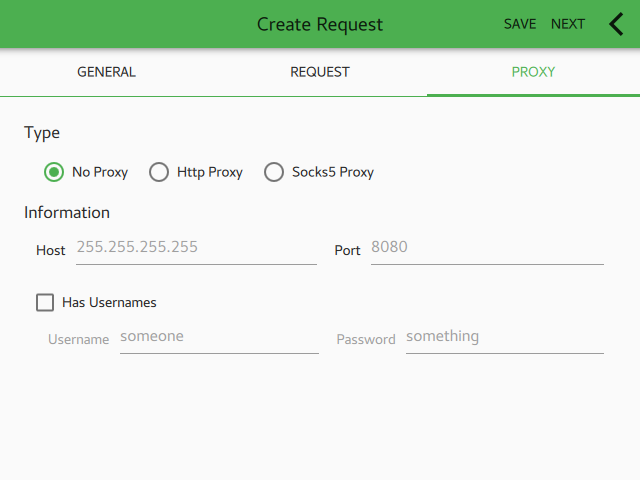 Create Request SAVE NEXT
GENERAL REQUEST PROXY
Type
No Proxy Http Proxy Socks5 Proxy
Information
Host 255.255.255.255 Port 8080
Has Usernames
Username someone Password something